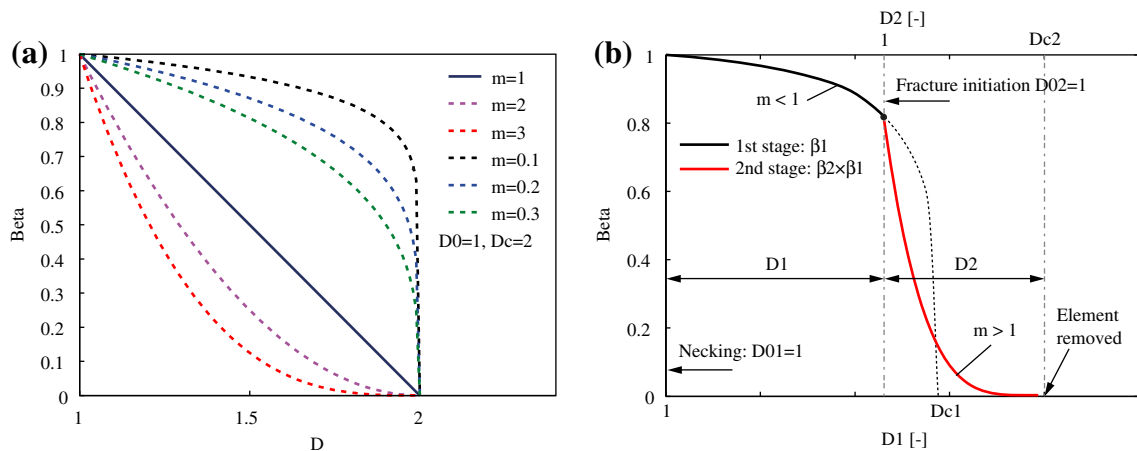 (a)
1
0.9
0.8
0.7
0.6
0.5
0.4
0.3
0.2
0.1
0
Beta
1
1.5
2
D
m=1
m=2
m=3
m=0.1
m=0.2
m=0.3
D0=1, Dc=2
(b)
D2 [-]
1
Dc2
1
0.8
0.6
0.4
0.2
0
Beta
Fracture initiation D02=1
m < 1
1st stage: β1
2nd stage: β2×β1
D1
D2
Element
removed
m > 1
Necking: D01=1
1
Dc1
D1 [-]